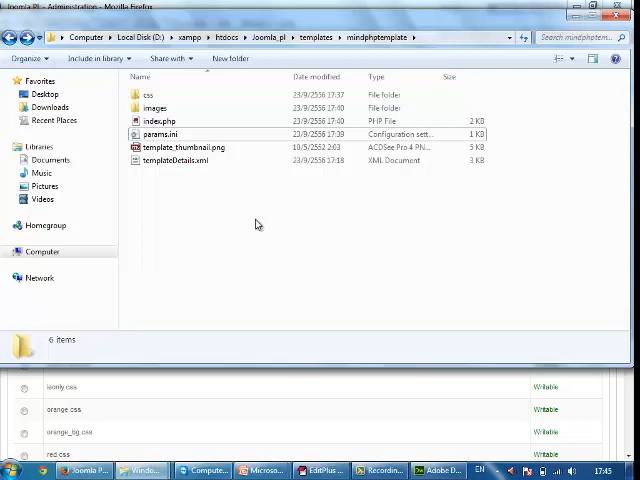 Joomla PL - Administration - Mozilla Firefox
Computer Local Disk (D:) xampp htdocs Joomla_pl templates mindphptemplate Search mindphptemplate
Organize Include in library Share with New folder
Name Date modified Type Size
Favorites
Desktop
Downloads
Recent Places
Libraries
Documents
Music
Pictures
Videos
Homegroup
Computer
Network
css 23/9/2556 17:37 File folder
images 23/9/2556 17:40 File folder
index.php 23/9/2556 17:40 PHP File 2 KB
params.ini 23/9/2556 17:39 Configuration sett... 1 KB
template_thumbnail.png 10/5/2552 2:03 ACDSee Pro 4 PN... 5 KB
templateDetails.xml 23/9/2556 17:18 XML Document 3 KB
6 items
ieonly.css Writable
orange.css Writable
orange_bg.css Writable
red.css Writable
Joomla P... Windo... Compute... Microso... EditPlus ... Recordin... Adobe D... EN 17:45